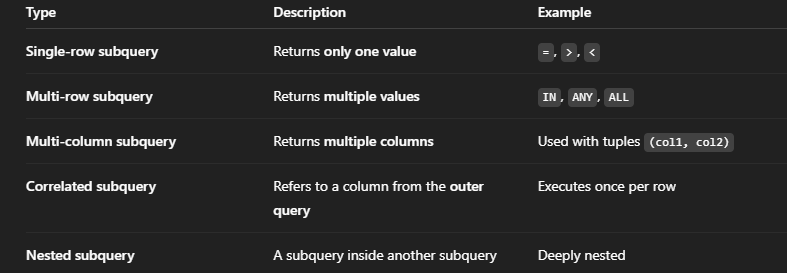 Type Description Example
Single-row subquery Returns only one value =, >, <
Multi-row subquery Returns multiple values IN, ANY, ALL
Multi-column subquery Returns multiple columns Used with tuples (col1, col2)
Correlated subquery Refers to a column from the outer Executes once per row
query
Nested subquery A subquery inside another subquery Deeply nested